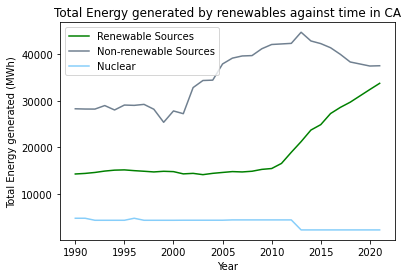 Total Energy generated by renewables against time in CA
Renewable Sources
Non-renewable Sources
Nuclear
Total Energy generated (MWh)
40000
30000
20000
10000
1990 1995 2000 2005 2010 2015 2020
Year